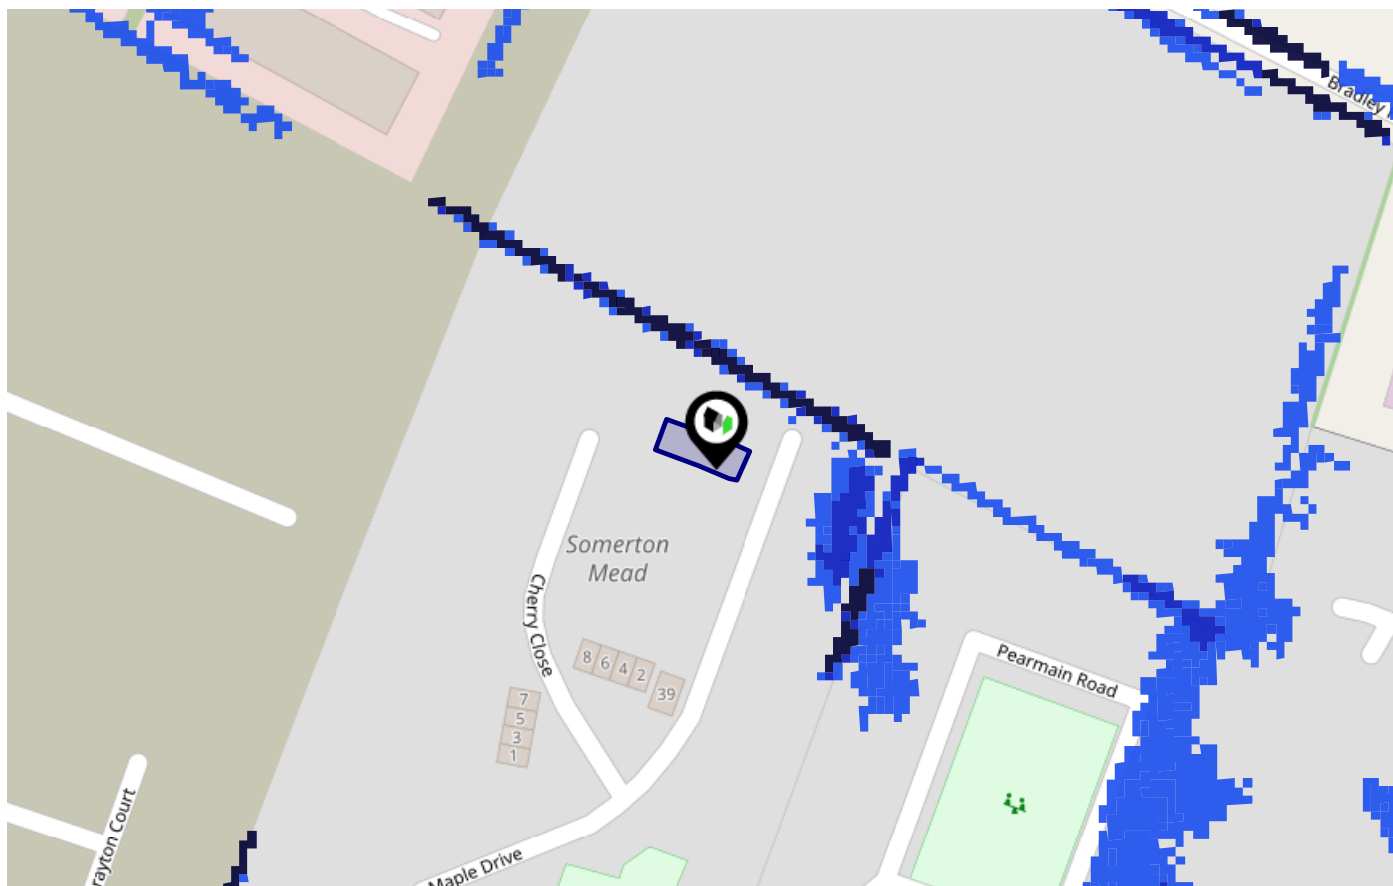 Bradley
Somerton
Mead
Cherry Close
8 6 4 2
39
7
5
3
1
Pearmain Road
rayton Court
Maple Drive